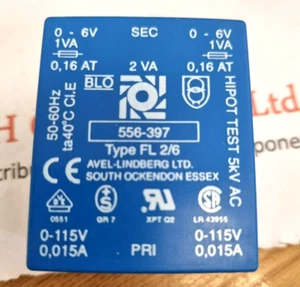 0 - 6V SEC 0 - 6V
1VA 1VA
0,16 AT 2 VA 0,16 AT
BLO
50-60Hz
ta40°C Cl.E
556-397
Type FL 2/6
AVEL-LINDBERG LTD.
SOUTH OCKENDON ESSEX
HIPOT TEST 5kV AC
0551 GR 7 XPT Q2 LR 43955
0-115V PRI 0-115V
0,015A 0,015A
Ltd